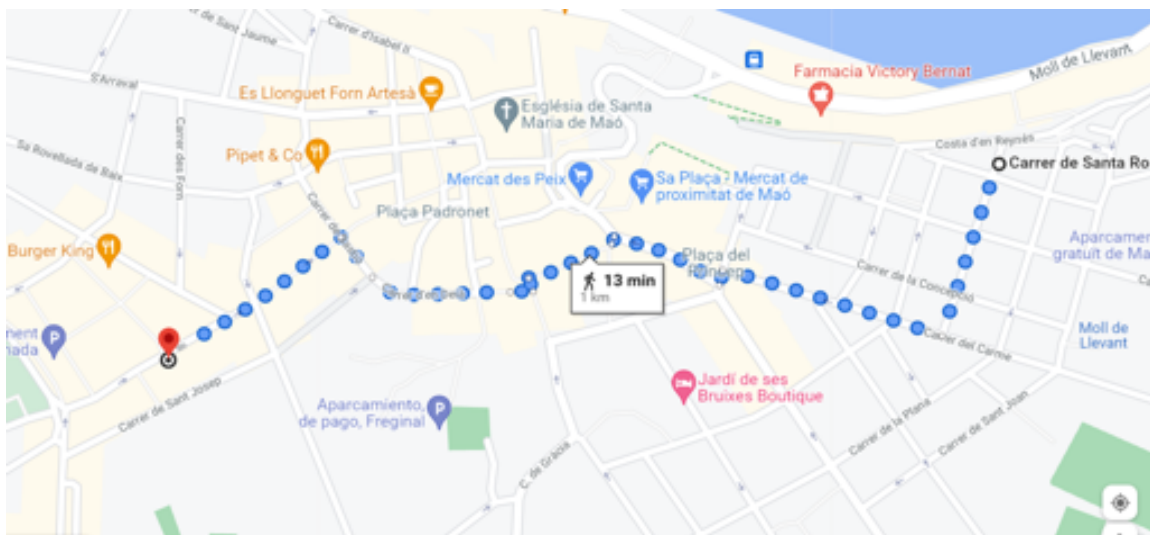 Carrer de Sant Jaume
Carrer d'Isabel II
S'Arraval
Es Llonguet Forn Artesà
Església de Santa
Maria de Maó
Farmacia Victory Bernat
Moll de Llevant
Costa d'en Reynés
Carrer de Santa Ro
Sa Rovellada de Baix
Carrer des Forn
Pipet & Co
Mercat des Peix
Sa Plaça - Mercat de
proximitat de Maó
Plaça Padronet
Burger King
Plaça del
Aparcamen
gratuït de Ma
Carrer de la Concepció
13 min
1 km
Carrer del Carme
Moll de
Llevant
ment
nada
Carrer de Sant Josep
Jardí de ses
Bruixes Boutique
Aparcamiento,
de pago, Freginal
Carrer de la Plana
Carrer de Sant Joan
C. de Gràcia